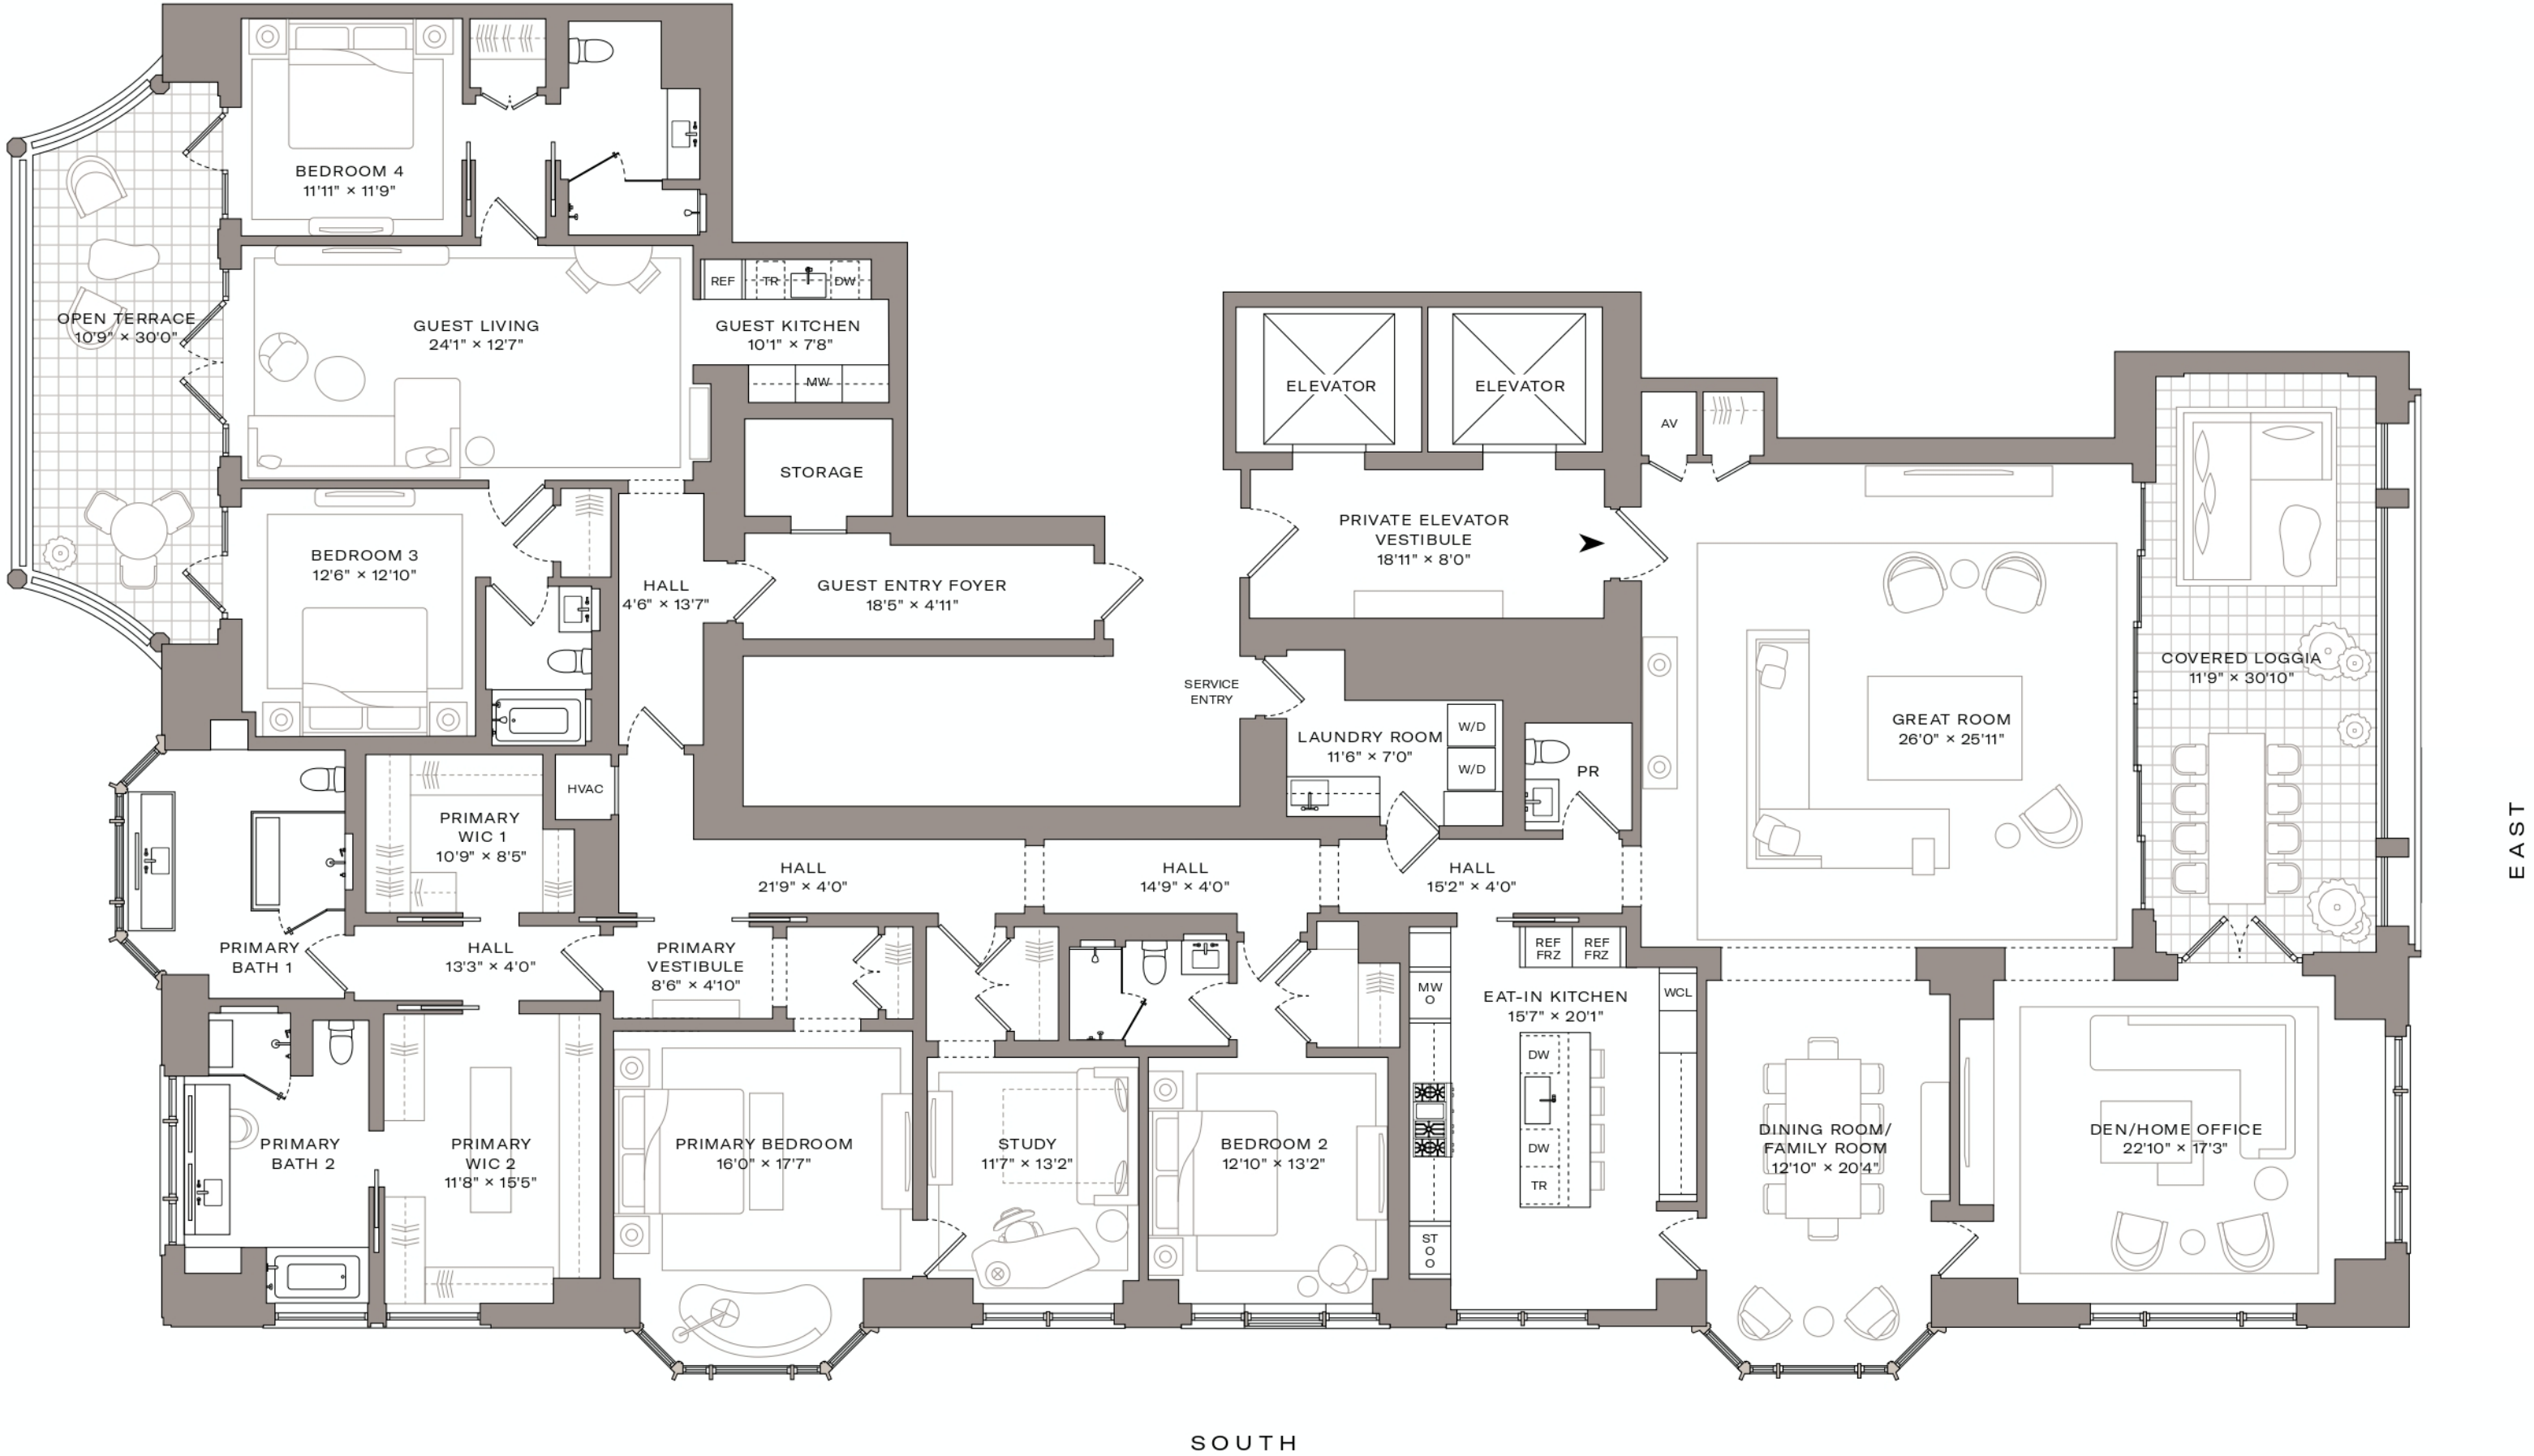 BEDROOM 4
11'11" × 11'9"
OPEN TERRACE
10'9" × 30'0"
GUEST LIVING
24'1" × 12'7"
REF
TR
DW
GUEST KITCHEN
10'1" × 7'8"
MW
STORAGE
ELEVATOR
ELEVATOR
AV
PRIVATE ELEVATOR
VESTIBULE
18'11" × 8'0"
BEDROOM 3
12'6" × 12'10"
HALL
4'6" × 13'7"
GUEST ENTRY FOYER
18'5" × 4'11"
SERVICE
ENTRY
LAUNDRY ROOM
11'6" × 7'0"
W/D
W/D
PR
GREAT ROOM
26'0" × 25'11"
COVERED LOGGIA
11'9" × 30'10"
EAST
HVAC
PRIMARY
WIC 1
10'9" × 8'5"
HALL
21'9" × 4'0"
HALL
14'9" × 4'0"
HALL
15'2" × 4'0"
PRIMARY
BATH 1
HALL
13'3" × 4'0"
PRIMARY
VESTIBULE
8'6" × 4'10"
REF
FRZ
REF
FRZ
MW
O
EAT-IN KITCHEN
15'7" × 20'1"
WCL
DW
DW
TR
ST
O
O
PRIMARY
BATH 2
PRIMARY
WIC 2
11'8" × 15'5"
PRIMARY BEDROOM
16'0" × 17'7"
STUDY
11'7" × 13'2"
BEDROOM 2
12'10" × 13'2"
DINING ROOM/
FAMILY ROOM
12'10" × 20'4"
DEN/HOME OFFICE
22'10" × 17'3"
SOUTH